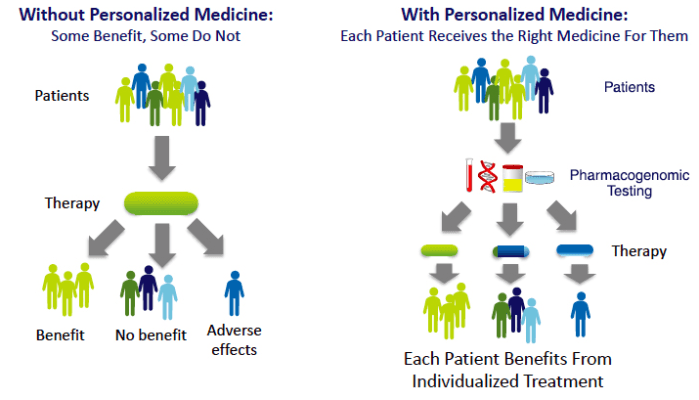 Without Personalized Medicine:
Some Benefit, Some Do Not
Patients
Therapy
Benefit
No benefit
Adverse
effects
With Personalized Medicine:
Each Patient Receives the Right Medicine For Them
Patients
Pharmacogenomic
Testing
Therapy
Each Patient Benefits From
Individualized Treatment